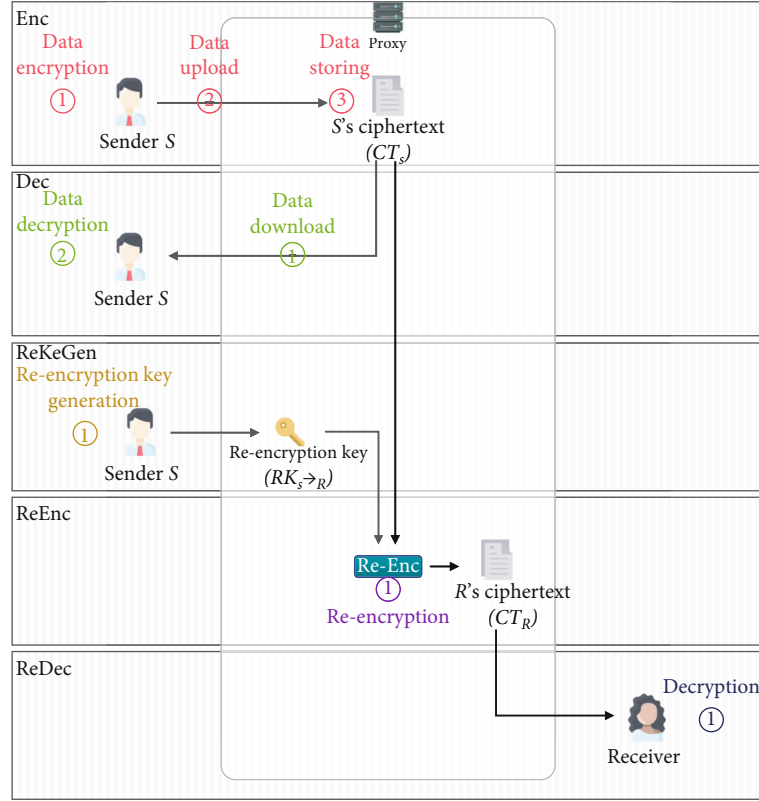 Enc
Proxy
Data
encryption
1
Data
upload
2
Data
storing
3
Sender S
S's ciphertext
(CTs)
Dec
Data
decryption
2
Data
download
1
Sender S
ReKeGen
Re-encryption key
generation
1
Sender S
Re-encryption key
(RKs→R)
ReEnc
Re-Enc
1
Re-encryption
R's ciphertext
(CTR)
ReDec
Decryption
1
Receiver